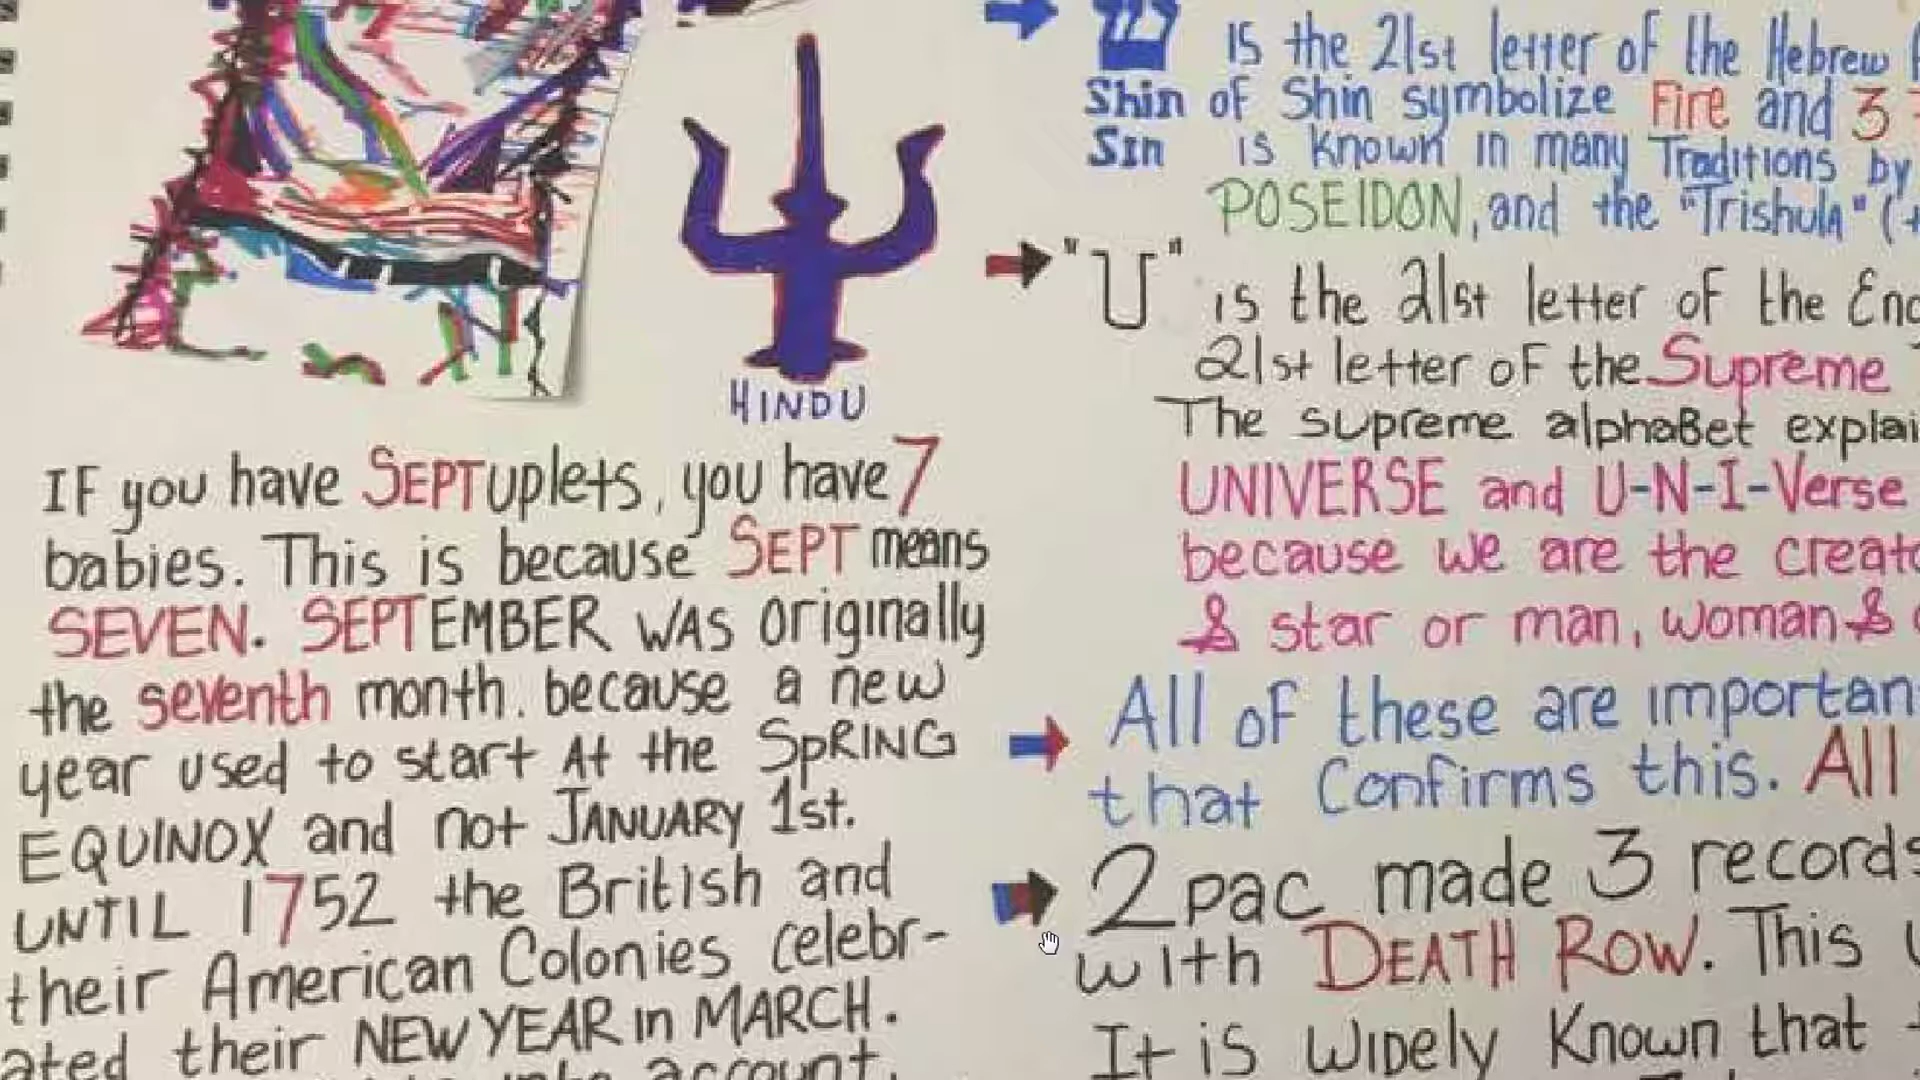 HINDU
IF you have SEPTuplets, you have 7
babies. This is because SEPT means
SEVEN. SEPTEMBER WAS originally
the seventh month. because a new
year used to start At the SpRING
EQUINOX and not JANUARY 1st.
UNTIL 1752 the British and
their American Colonies celebr-
ated their NEW YEAR in MARCH.
account.
ש is the 21st letter of the Hebrew
Shin of Shin symbolize Fire and 3
Sin is Known in many Traditions by
POSEIDON, and the "Trishula"
"U" is the 21st letter of the
21st letter of the Supreme
The supreme alphaBet
UNIVERSE and U-N-I-Verse
because we are the
& star or man, woman &
All of these are
that Confirms this. All
2pac made 3 records
with DEATH ROW. This
It is WIDely Known that